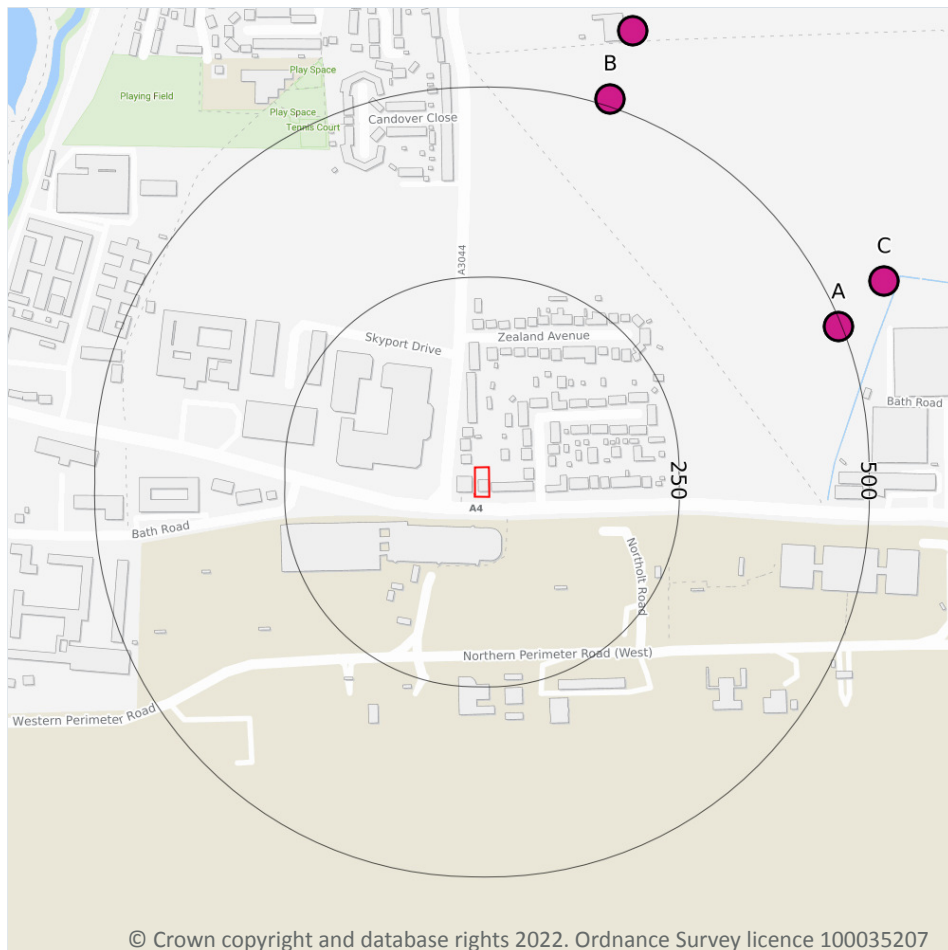 B
Play Space
Playing Field
Play Space
Candover Close
Tennis Court
A3044
C
A
Zealand Avenue
Skyport Drive
Bath Road
250
500
A4
Bath Road
Northolt Road
Northern Perimeter Road (West)
Western Perimeter Road
© Crown copyright and database rights 2022. Ordnance Survey licence 100035207